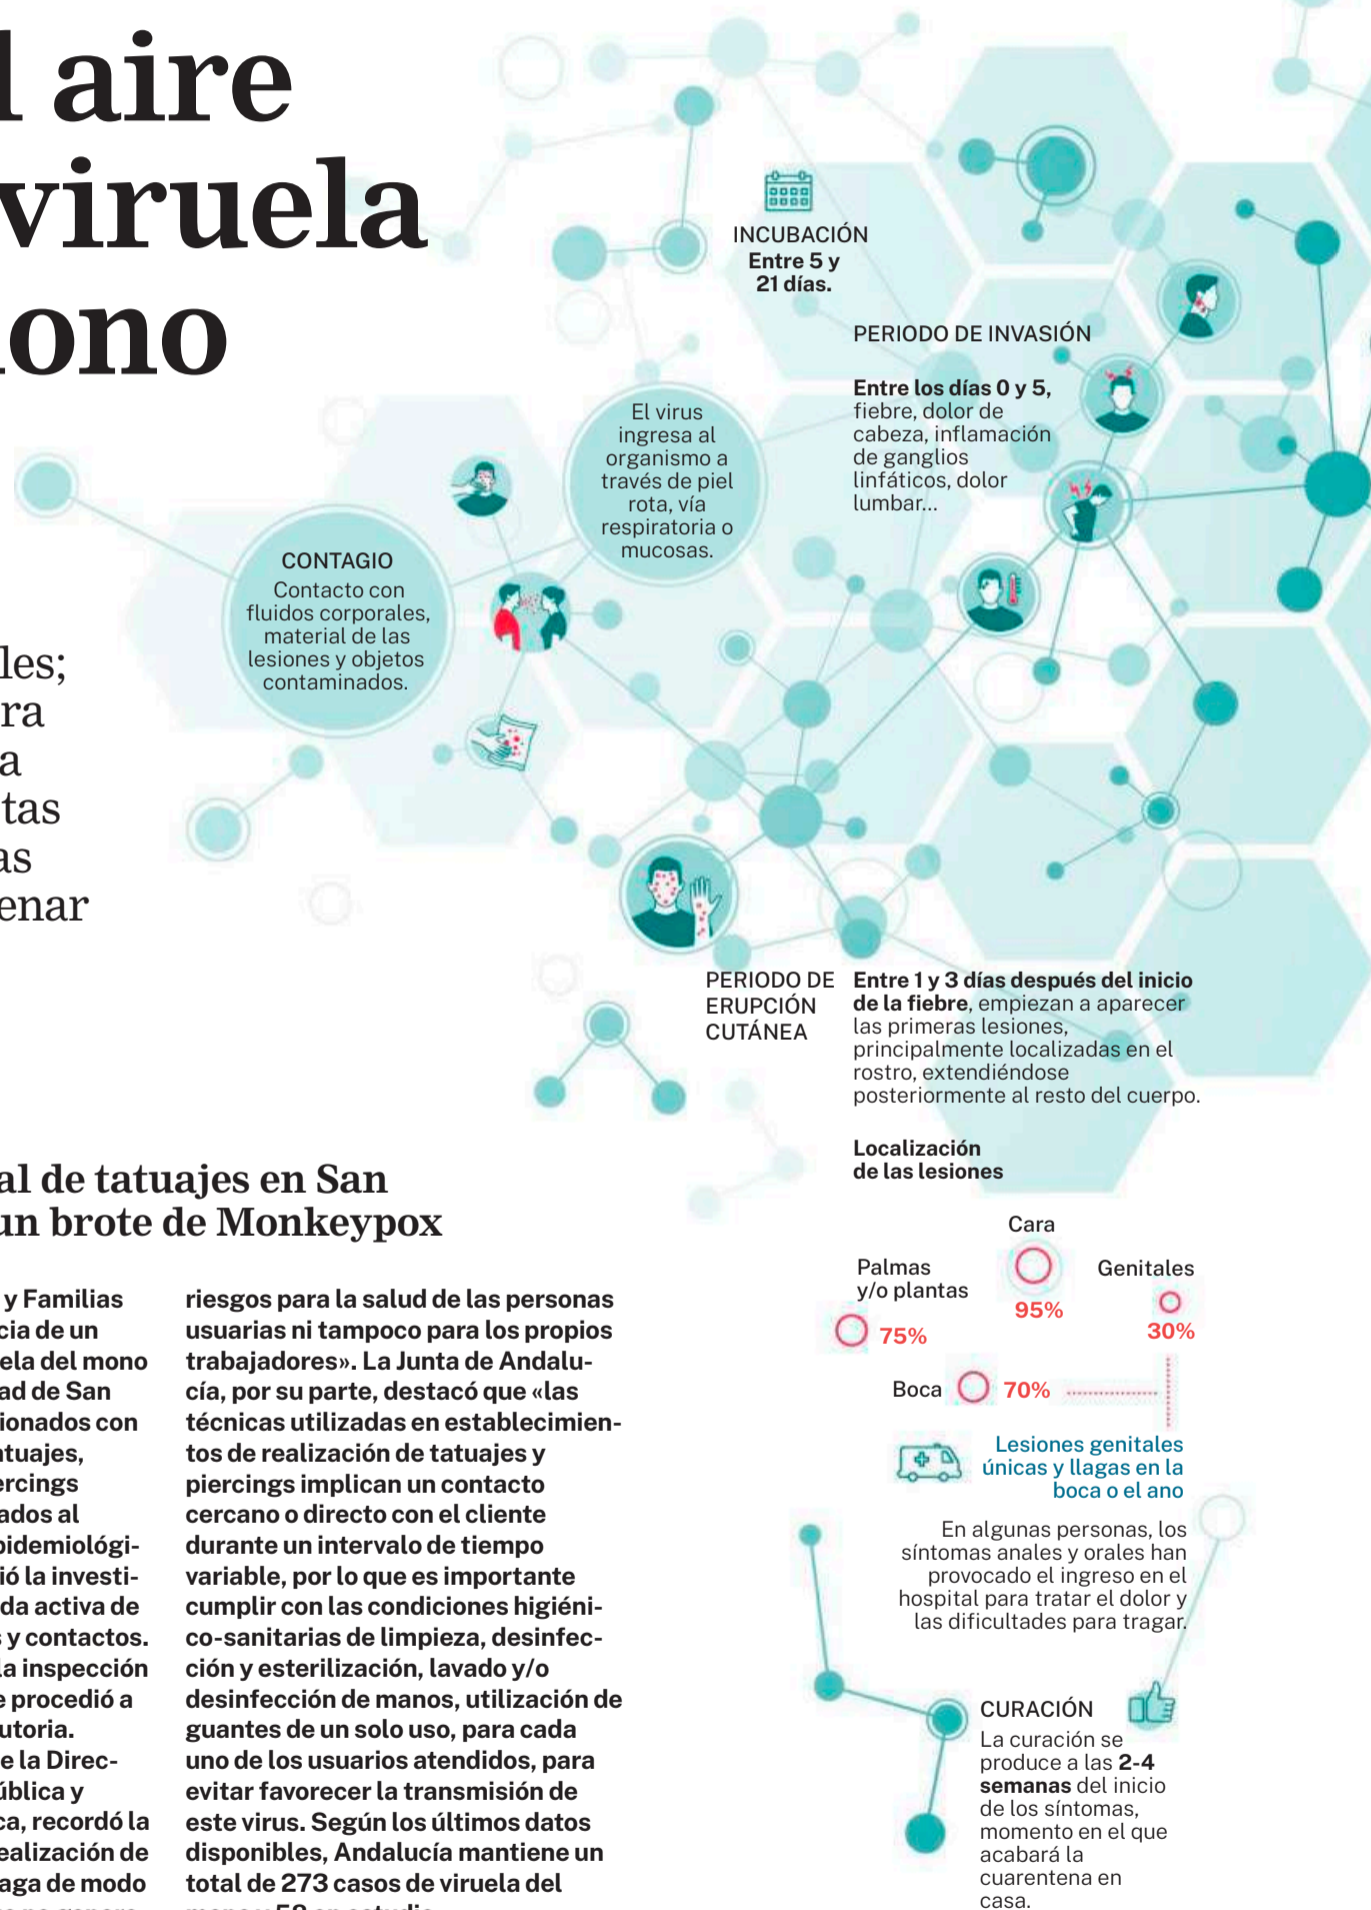 l aire
viruela
ono
les;
ra
a
tas
as
enar
INCUBACIÓN
Entre 5 y
21 días.
PERIODO DE INVASIÓN
Entre los días 0 y 5,
fiebre, dolor de
cabeza, inflamación
de ganglios
linfáticos, dolor
lumbar...
El virus
ingresa al
organismo a
través de piel
rota, vía
respiratoria o
mucosas.
CONTAGIO
Contacto con
fluidos corporales,
material de las
lesiones y objetos
contaminados.
PERIODO DE
ERUPCIÓN
CUTÁNEA
Entre 1 y 3 días después del inicio
de la fiebre, empiezan a aparecer
las primeras lesiones,
principalmente localizadas en el
rostro, extendiéndose
posteriormente al resto del cuerpo.
Localización
de las lesiones
Cara
95%
Palmas
y/o plantas
75%
Genitales
30%
Boca
70%
Lesiones genitales
únicas y llagas en la
boca o el ano
En algunas personas, los
síntomas anales y orales han
provocado el ingreso en el
hospital para tratar el dolor y
las dificultades para tragar.
CURACIÓN
La curación se
produce a las 2-4
semanas del inicio
de los síntomas,
momento en el que
acabará la
cuarentena en
casa.
al de tatuajes en San
un brote de Monkeypox
y Familias
cia de un
ela del mono
ad de San
ionados con
atuajes,
ercings
ados al
pidemiológi-
ió la investi-
da activa de
s y contactos.
la inspección
e procedió a
utoria.
e la Direc-
ública y
ca, recordó la
ealización de
aga de modo
riesgos para la salud de las personas
usuarias ni tampoco para los propios
trabajadores». La Junta de Andalu-
cía, por su parte, destacó que «las
técnicas utilizadas en establecimien-
tos de realización de tatuajes y
piercings implican un contacto
cercano o directo con el cliente
durante un intervalo de tiempo
variable, por lo que es importante
cumplir con las condiciones higiéni-
co-sanitarias de limpieza, desinfec-
ción y esterilización, lavado y/o
desinfección de manos, utilización de
guantes de un solo uso, para cada
uno de los usuarios atendidos, para
evitar favorecer la transmisión de
este virus. Según los últimos datos
disponibles, Andalucía mantiene un
total de 273 casos de viruela del